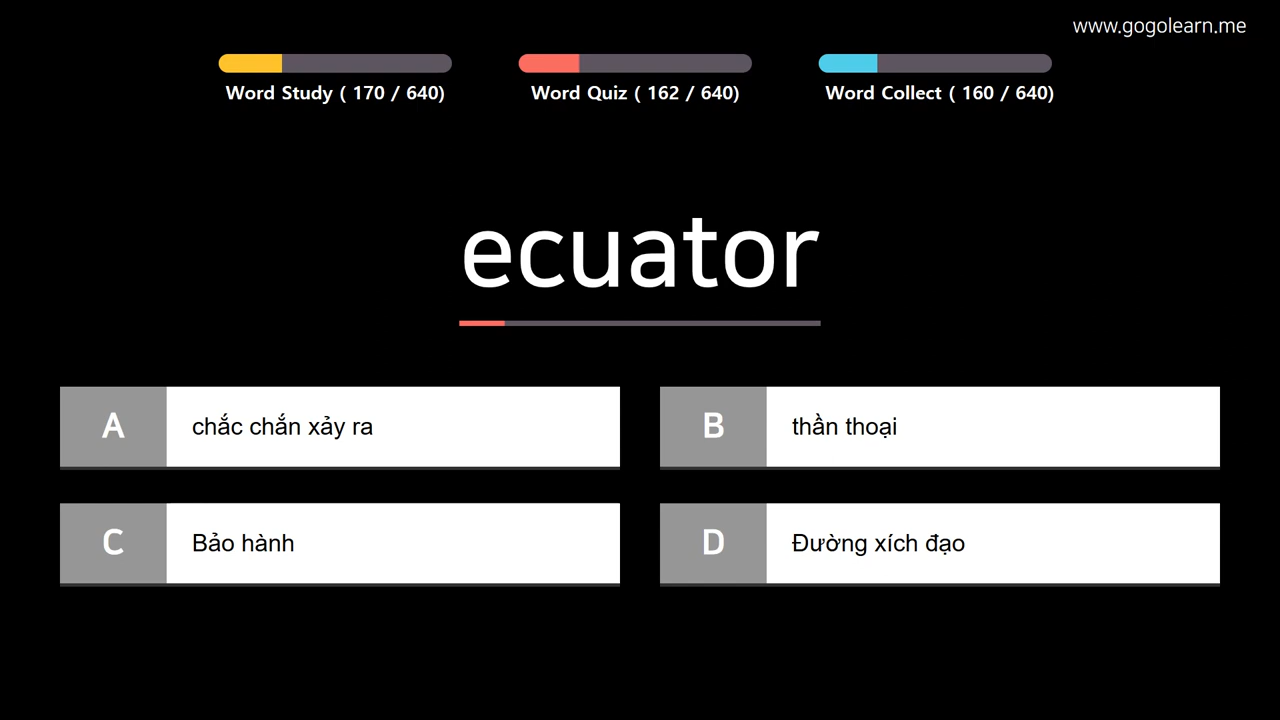 www.gogolearn.me
Word Study ( 170 / 640)
Word Quiz ( 162 / 640)
Word Collect ( 160 / 640)
ecuator
A
chắc chắn xảy ra
B
thần thoại
C
Bảo hành
D
Đường xích đạo